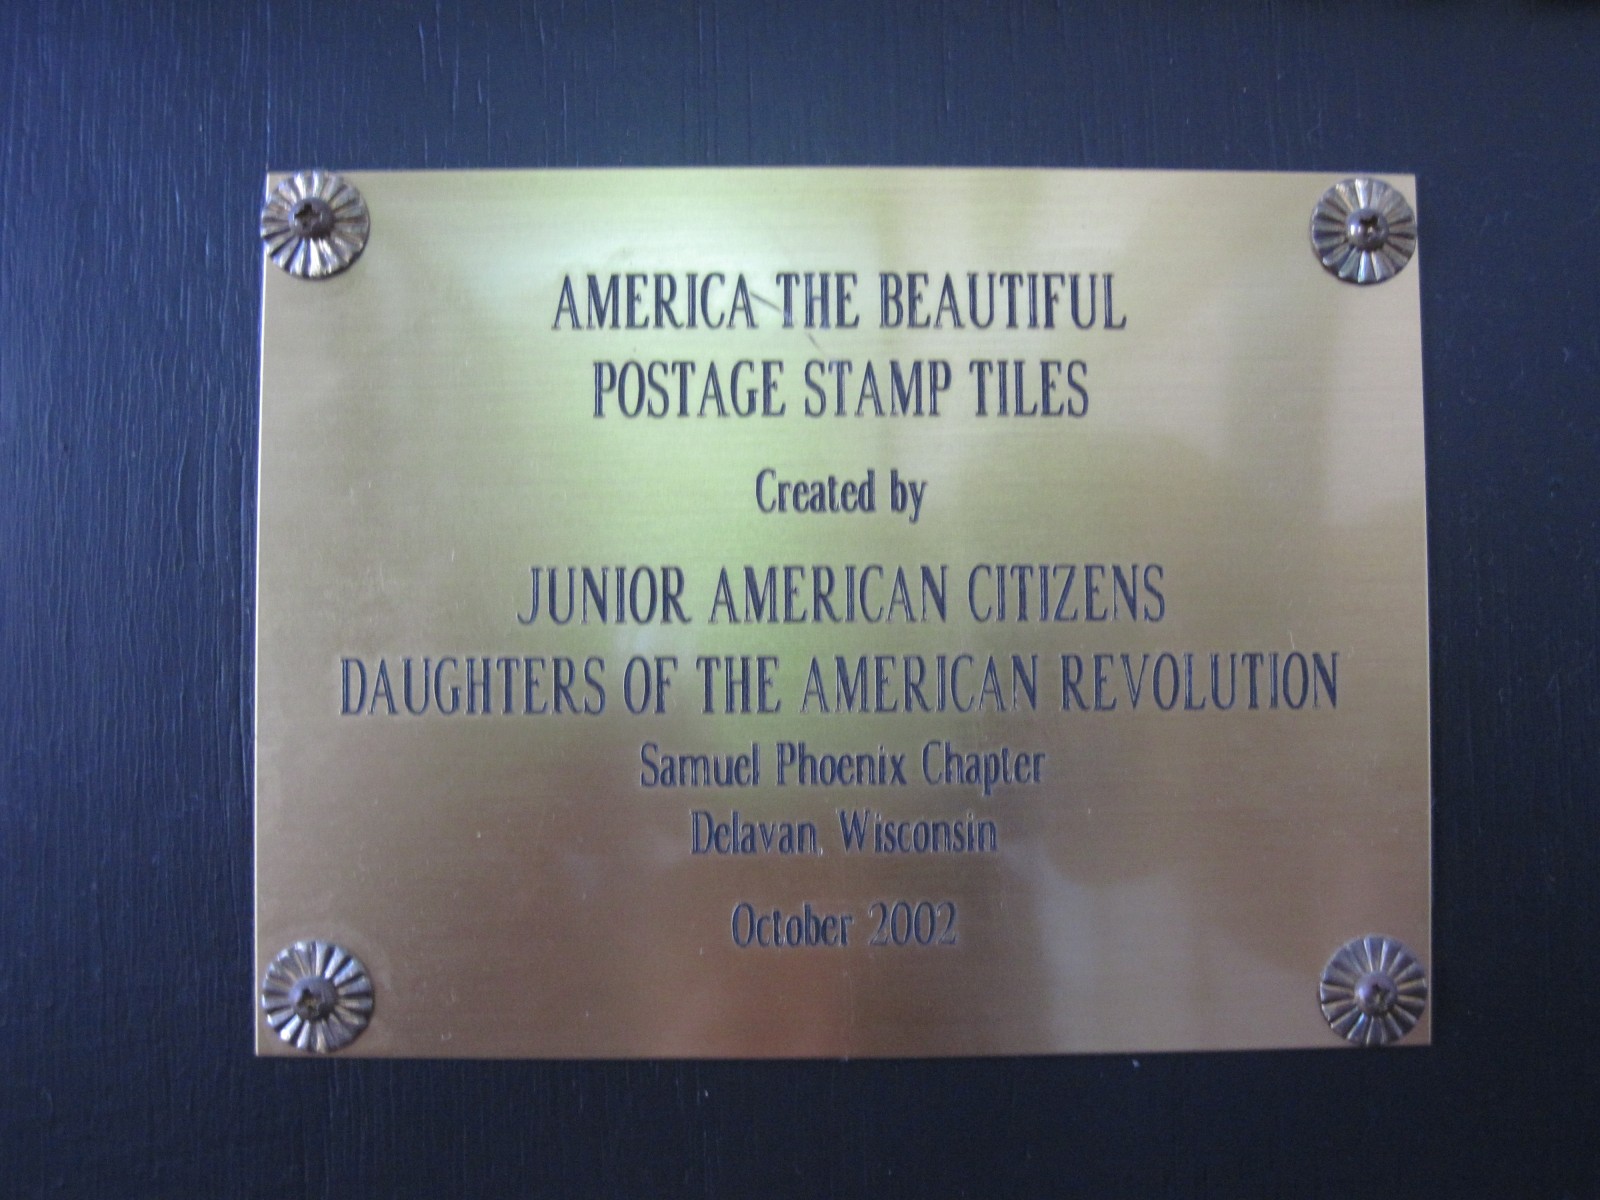 AMERICA THE BEAUTIFUL
POSTAGE STAMP TILES
Created by
JUNIOR AMERICAN CITIZENS
DAUGHTERS OF THE AMERICAN REVOLUTION
Samuel Phoenix Chapter
Delavan, Wisconsin
October 2002